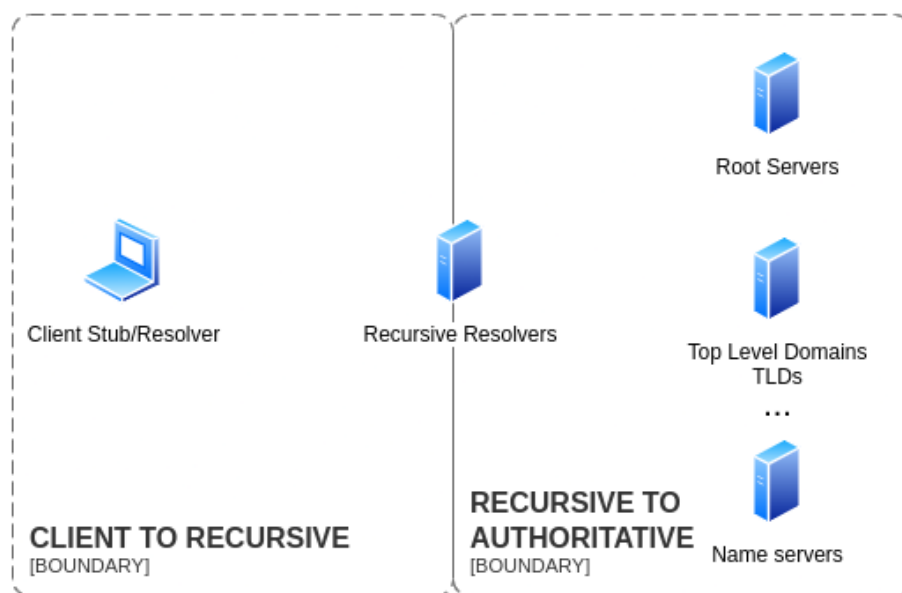 Root Servers
Client Stub/Resolver
Recursive Resolvers
Top Level Domains
TLDs
...
Name servers
CLIENT TO RECURSIVE
[BOUNDARY]
RECURSIVE TO
AUTHORITATIVE
[BOUNDARY]